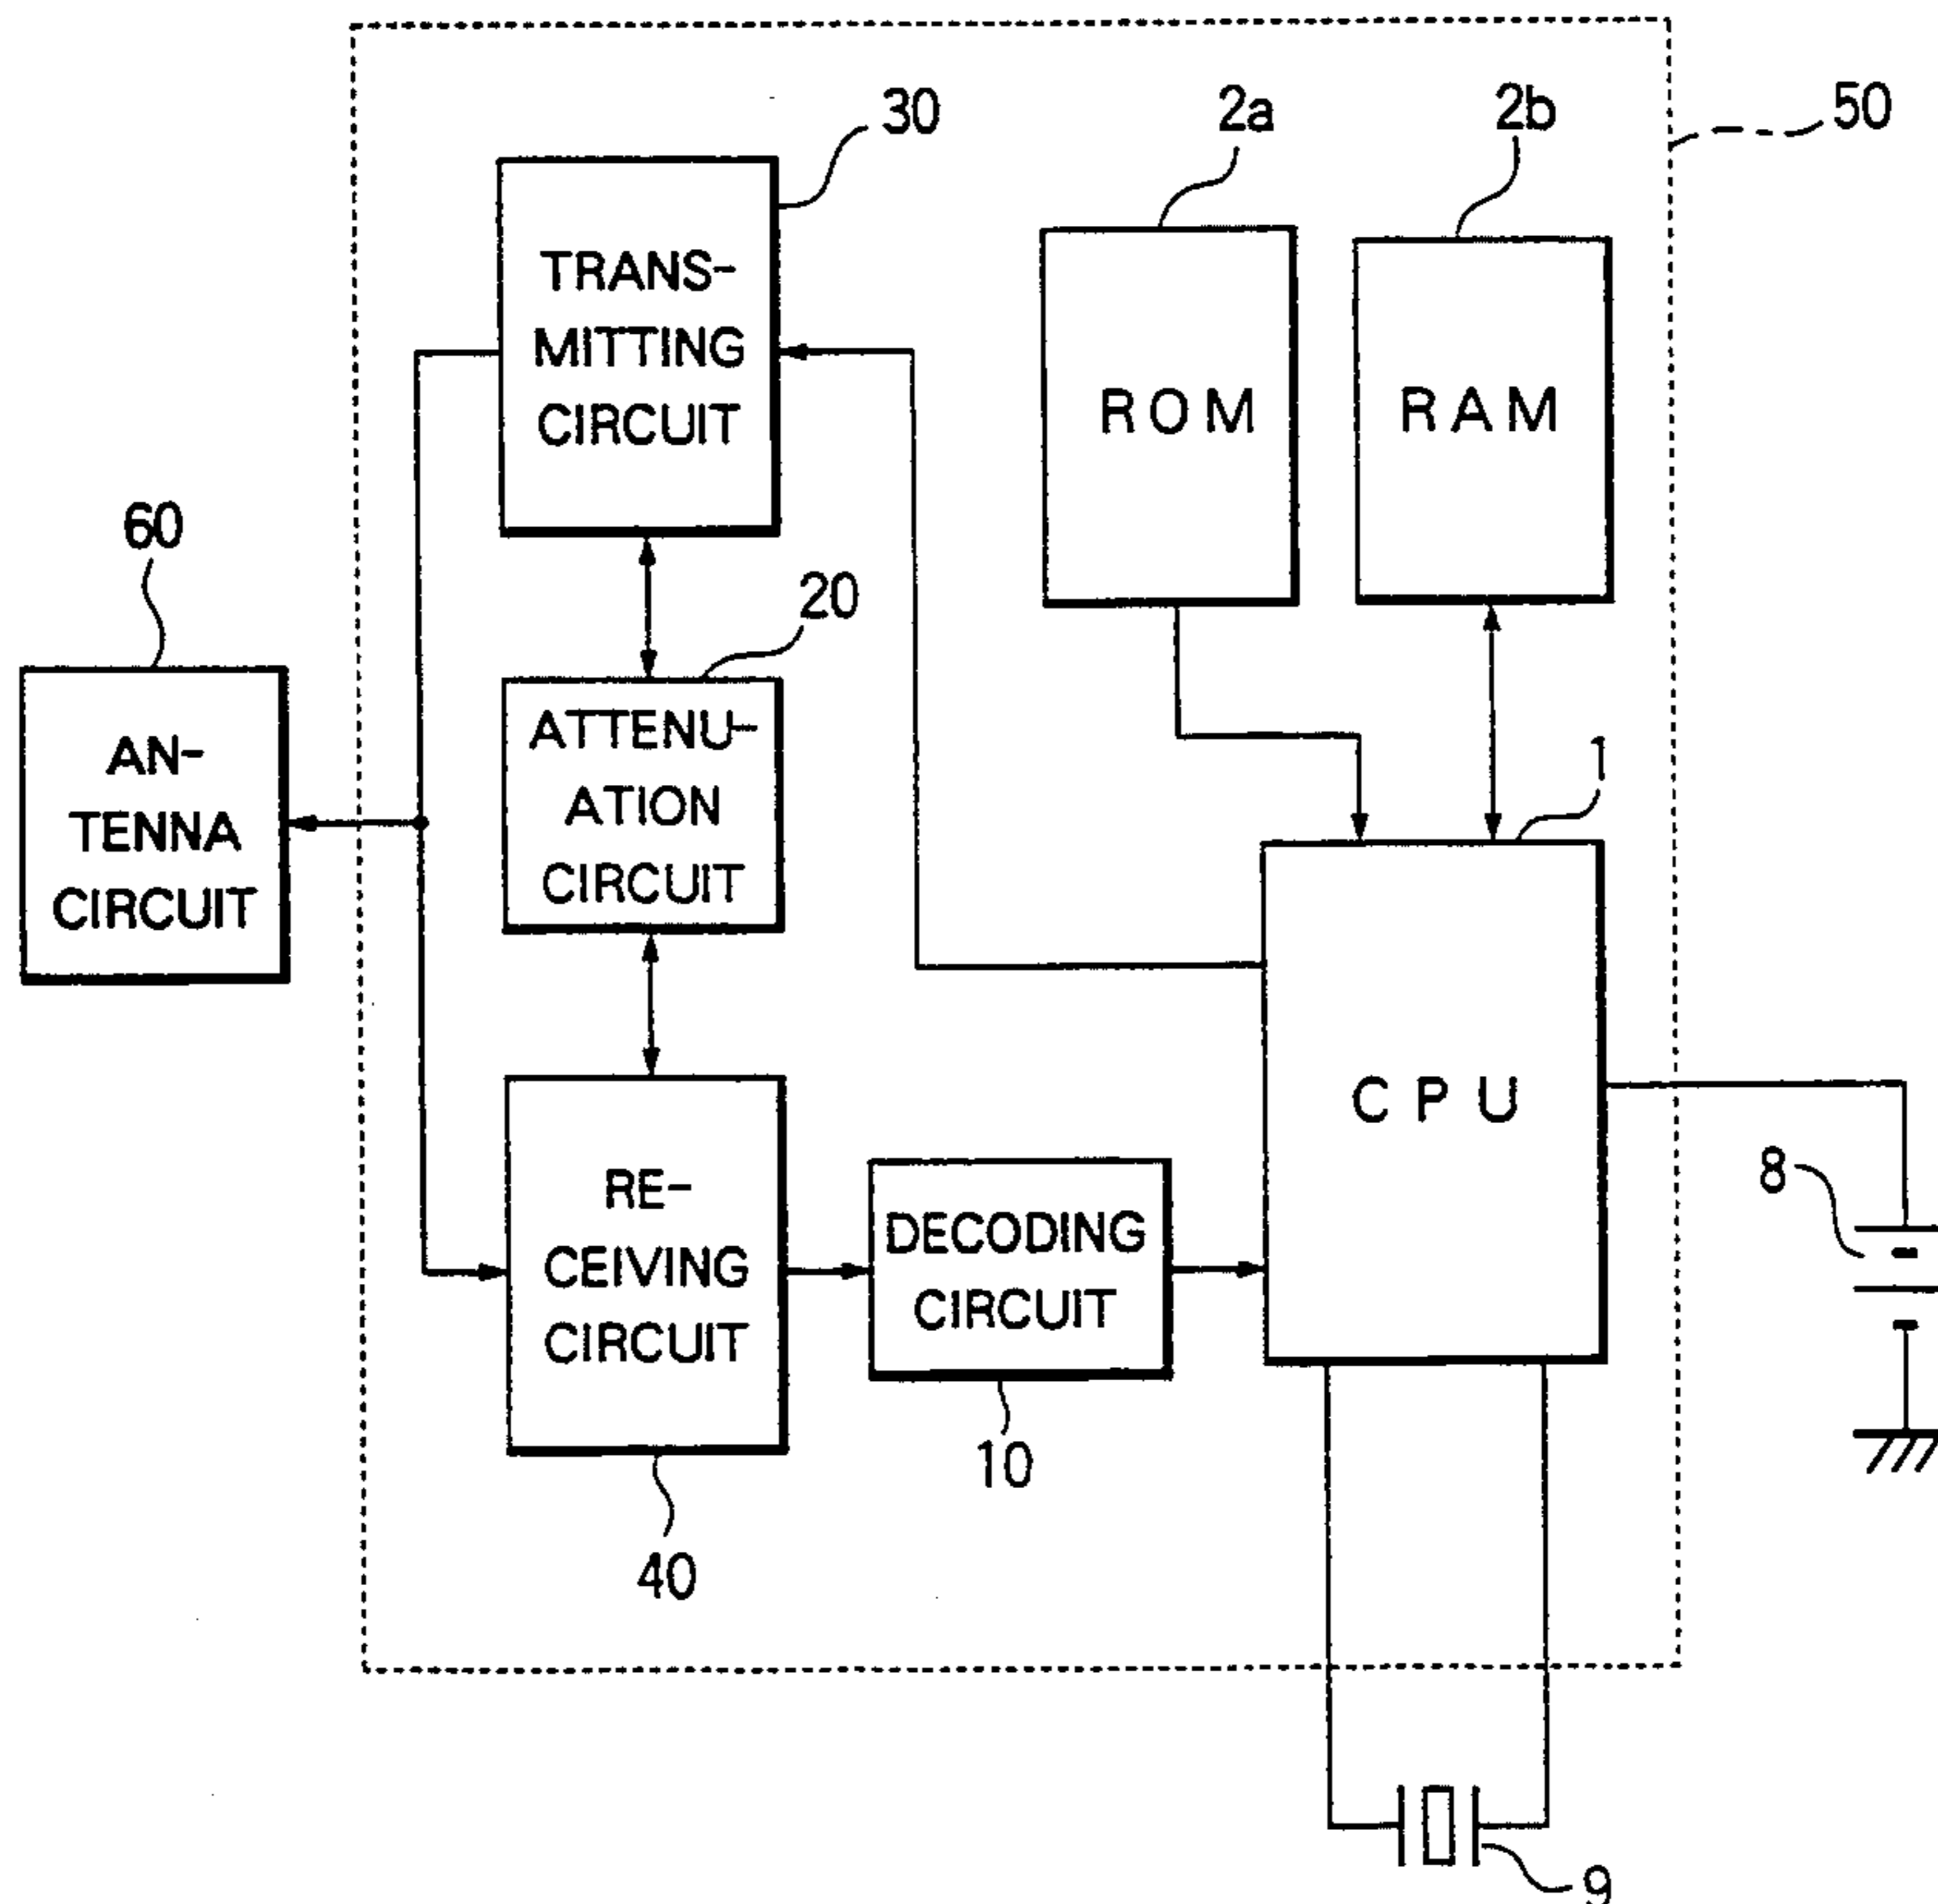 30
2a
2b
50
TRANS-
MITTING
CIRCUIT
ROM
RAM
60
20
AN-
TENNA
CIRCUIT
ATTENU-
ATION
CIRCUIT
1
CPU
8
RE-
CEIVING
CIRCUIT
DECODING
CIRCUIT
10
40
9